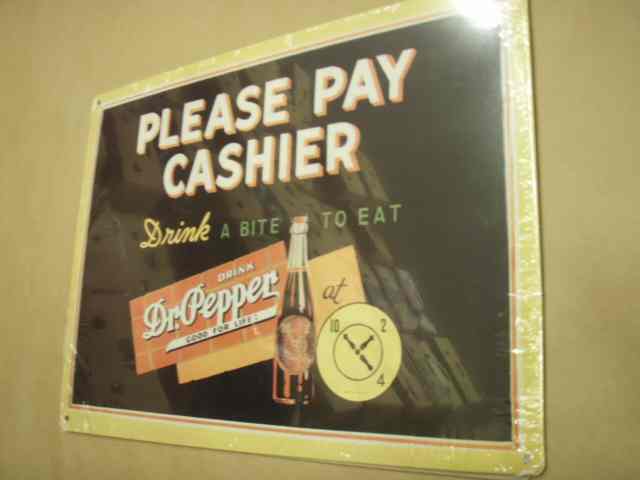 PLEASE PAY
CASHIER
Drink A BITE TO EAT
DRINK
Dr. Pepper
GOOD FOR LIFE!
at
10 2
4